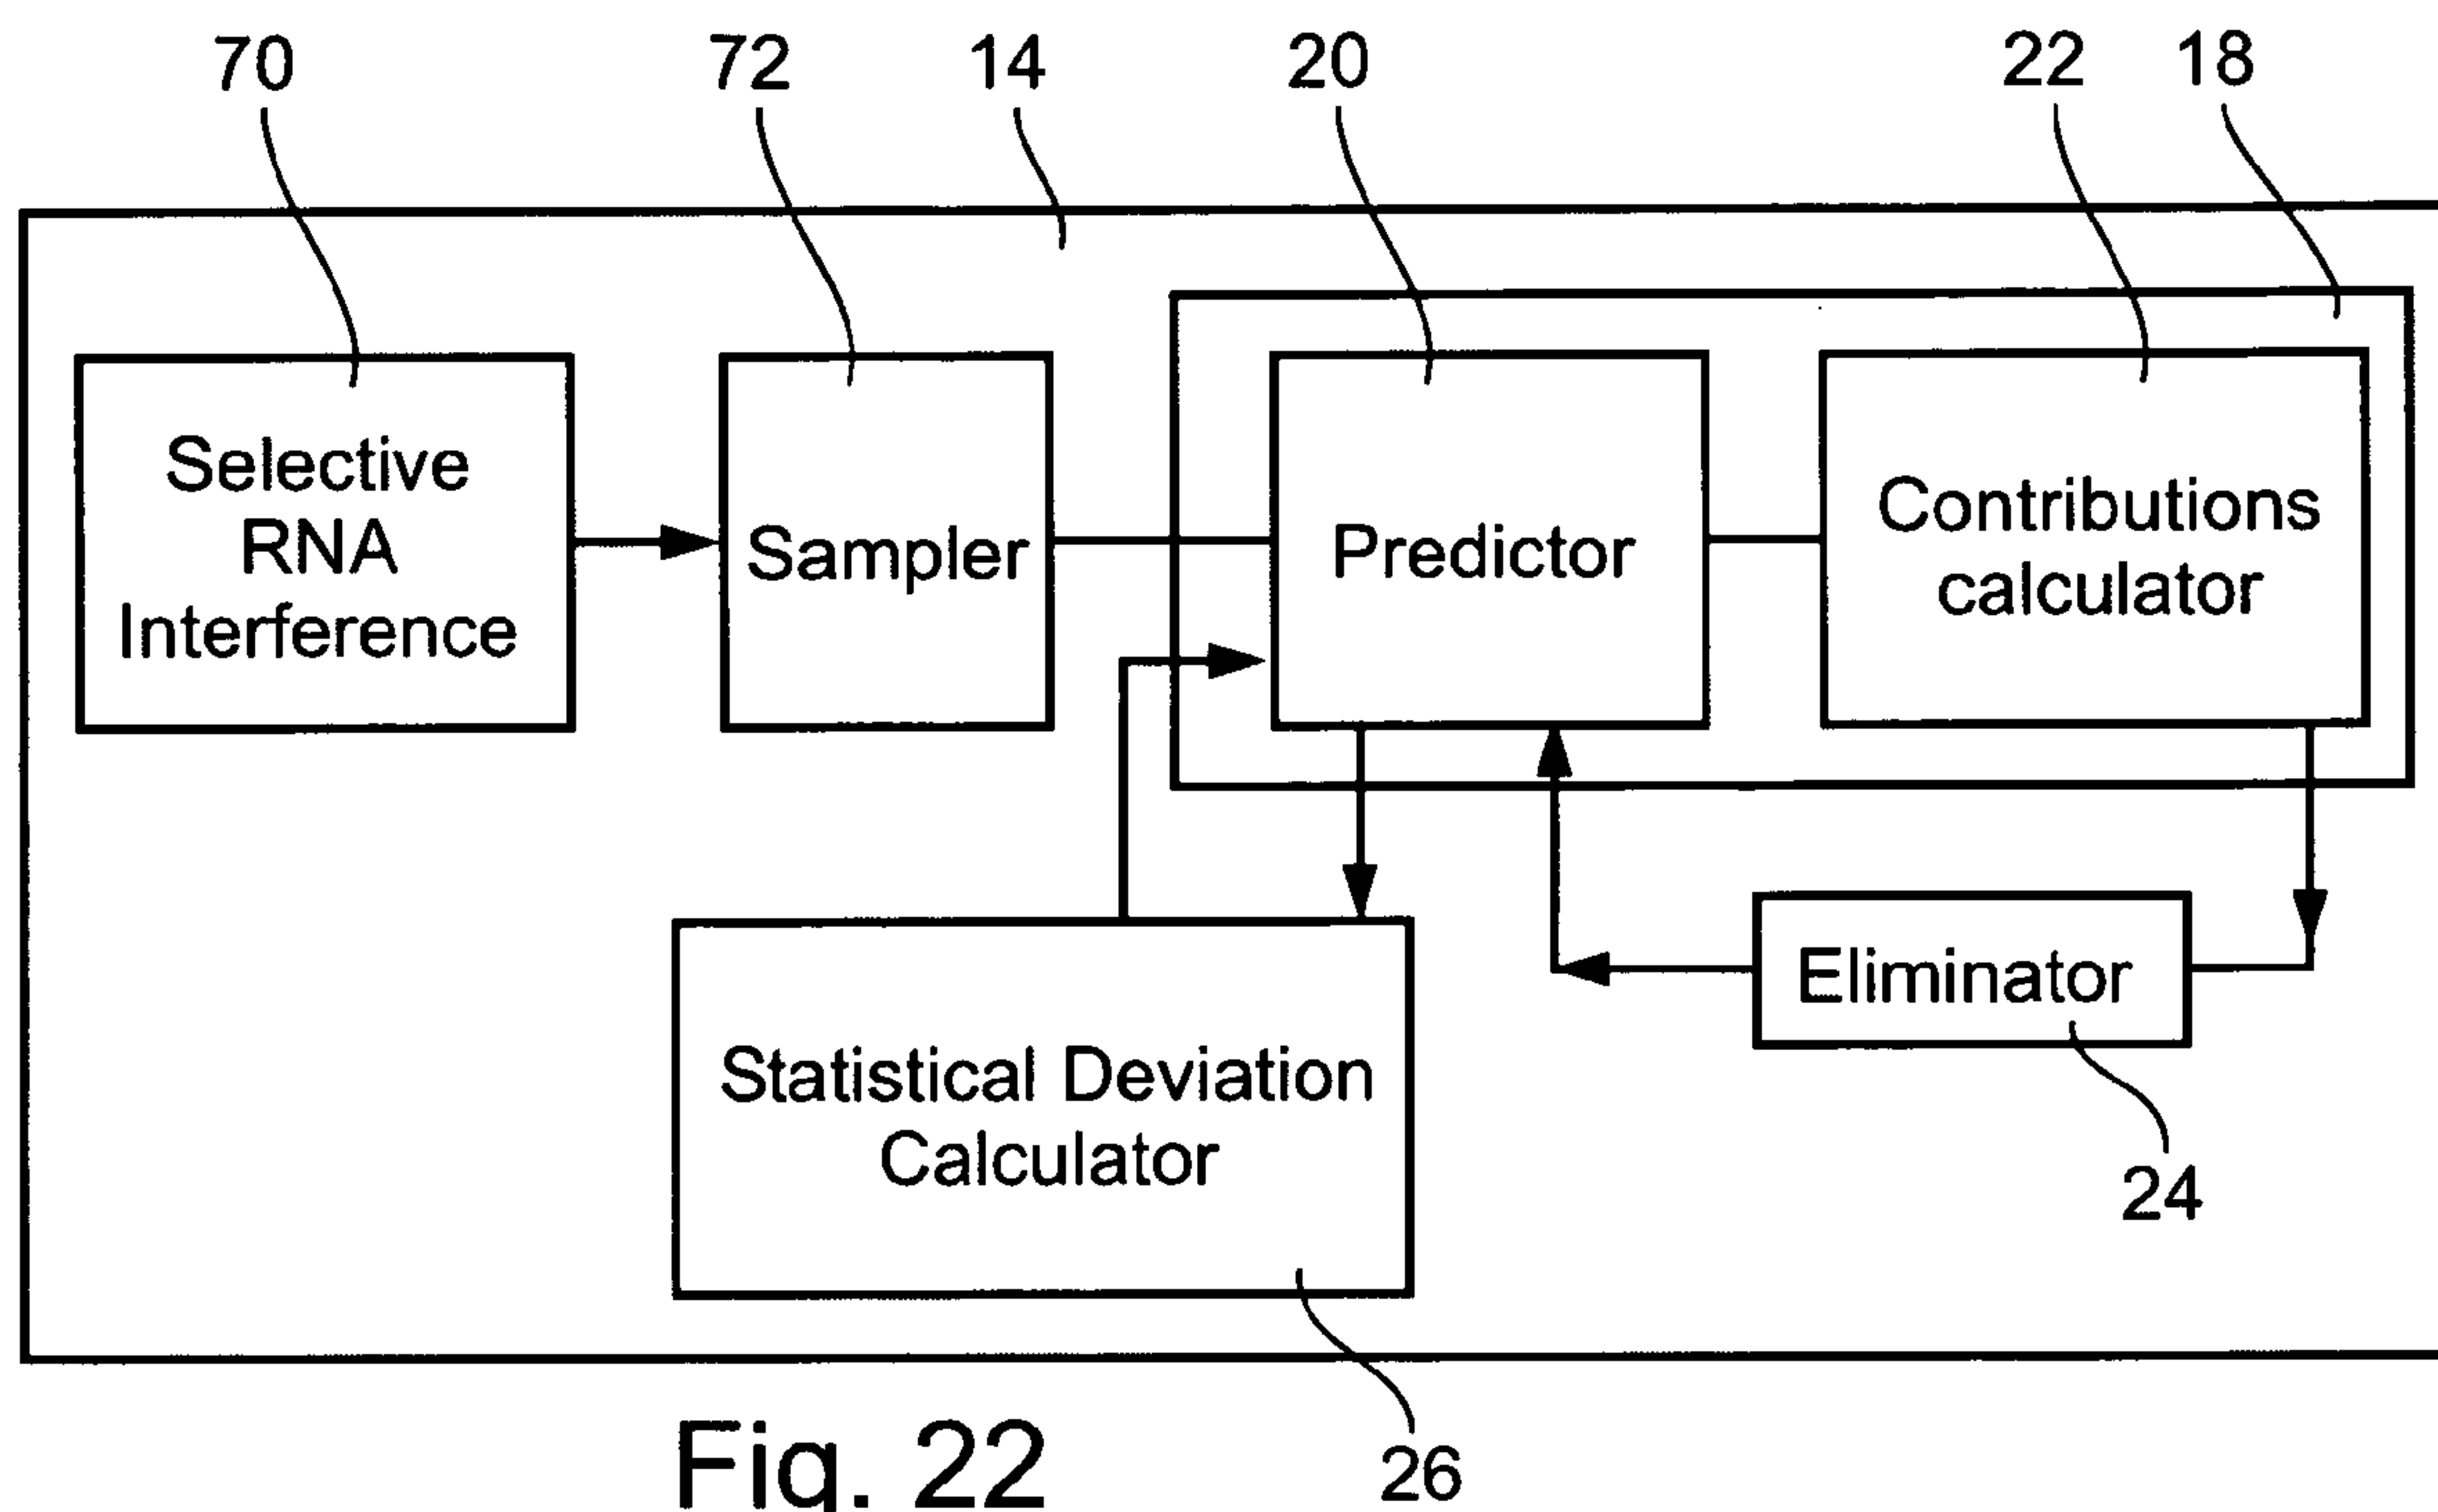 70
72
14
20
22
18
Selective
RNA
Interference
Sampler
Predictor
Contributions
calculator
Eliminator
Statistical Deviation
Calculator
24
26
Fig. 22